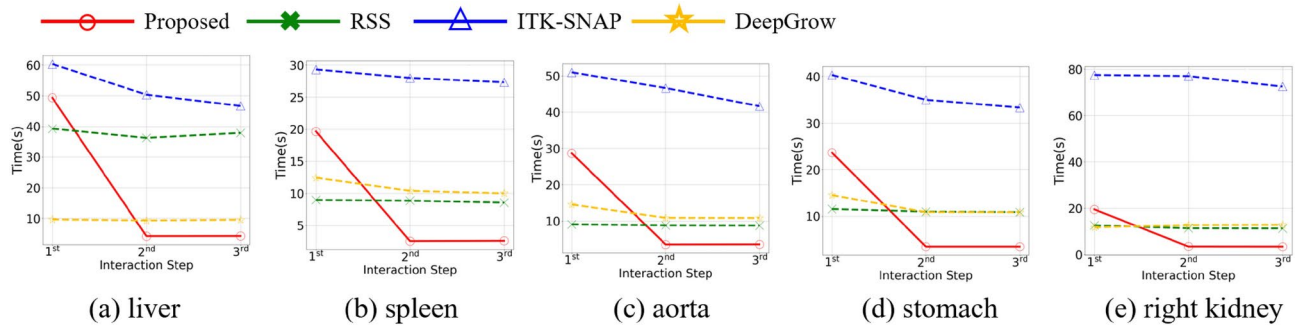 Proposed RSS ITK-SNAP DeepGrow
60
50
40
30
20
10
Time(s)
1st 2nd 3rd
Interaction Step
(a) liver
30
25
20
15
10
5
Time(s)
1st 2nd 3rd
Interaction Step
(b) spleen
50
40
30
20
10
0
Time(s)
1st 2nd 3rd
Interaction Step
(c) aorta
40
30
20
10
Time(s)
1st 2nd 3rd
Interaction Step
(d) stomach
80
60
40
20
0
Time(s)
1st 2nd 3rd
Interaction Step
(e) right kidney